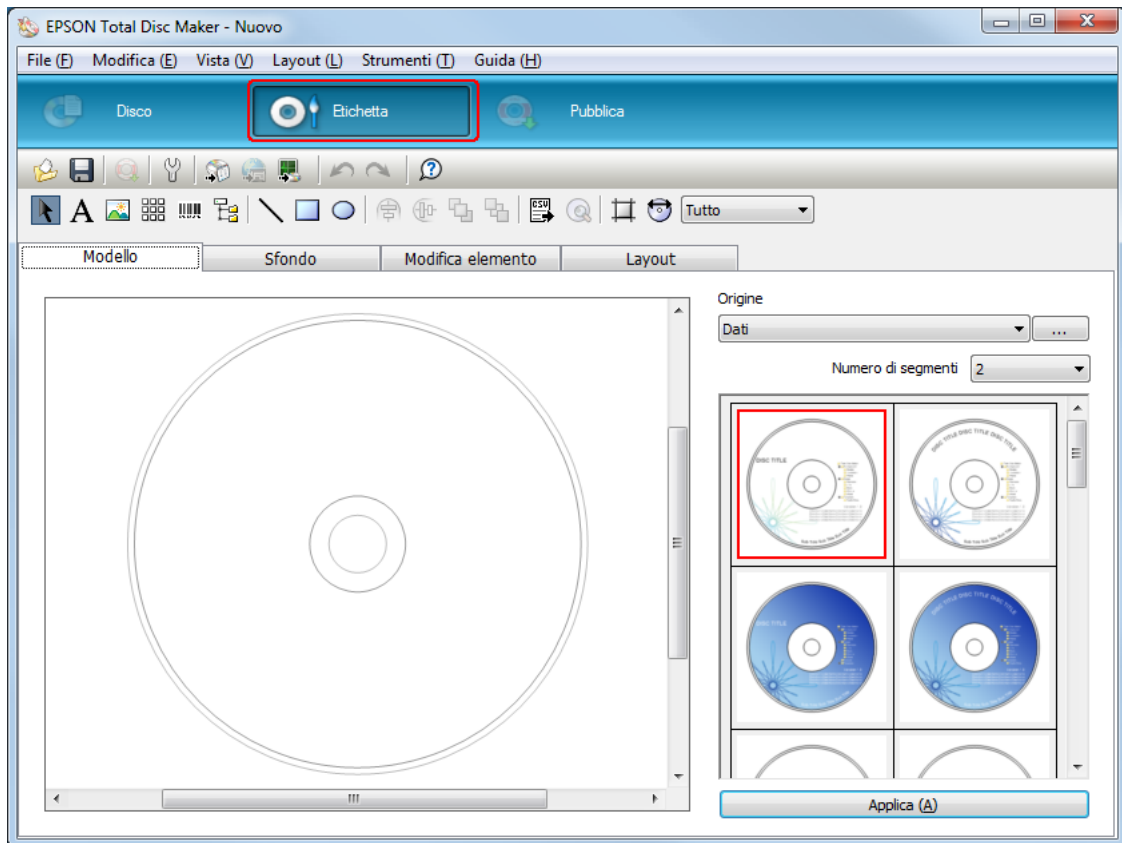 EPSON Total Disc Maker - Nuovo
File (F) Modifica (E) Vista (V) Layout (L) Strumenti (T) Guida (H)
Disco Etichetta Pubblica
A CSV Tutto
Modello Sfondo Modifica elemento Layout
Origine
Dati ...
Numero di segmenti 2
DISC TITLE
DISC TITLE DISC TITLE DISC TITLE
DISC TITLE
DISC TITLE DISC TITLE DISC TITLE
Applica (A)